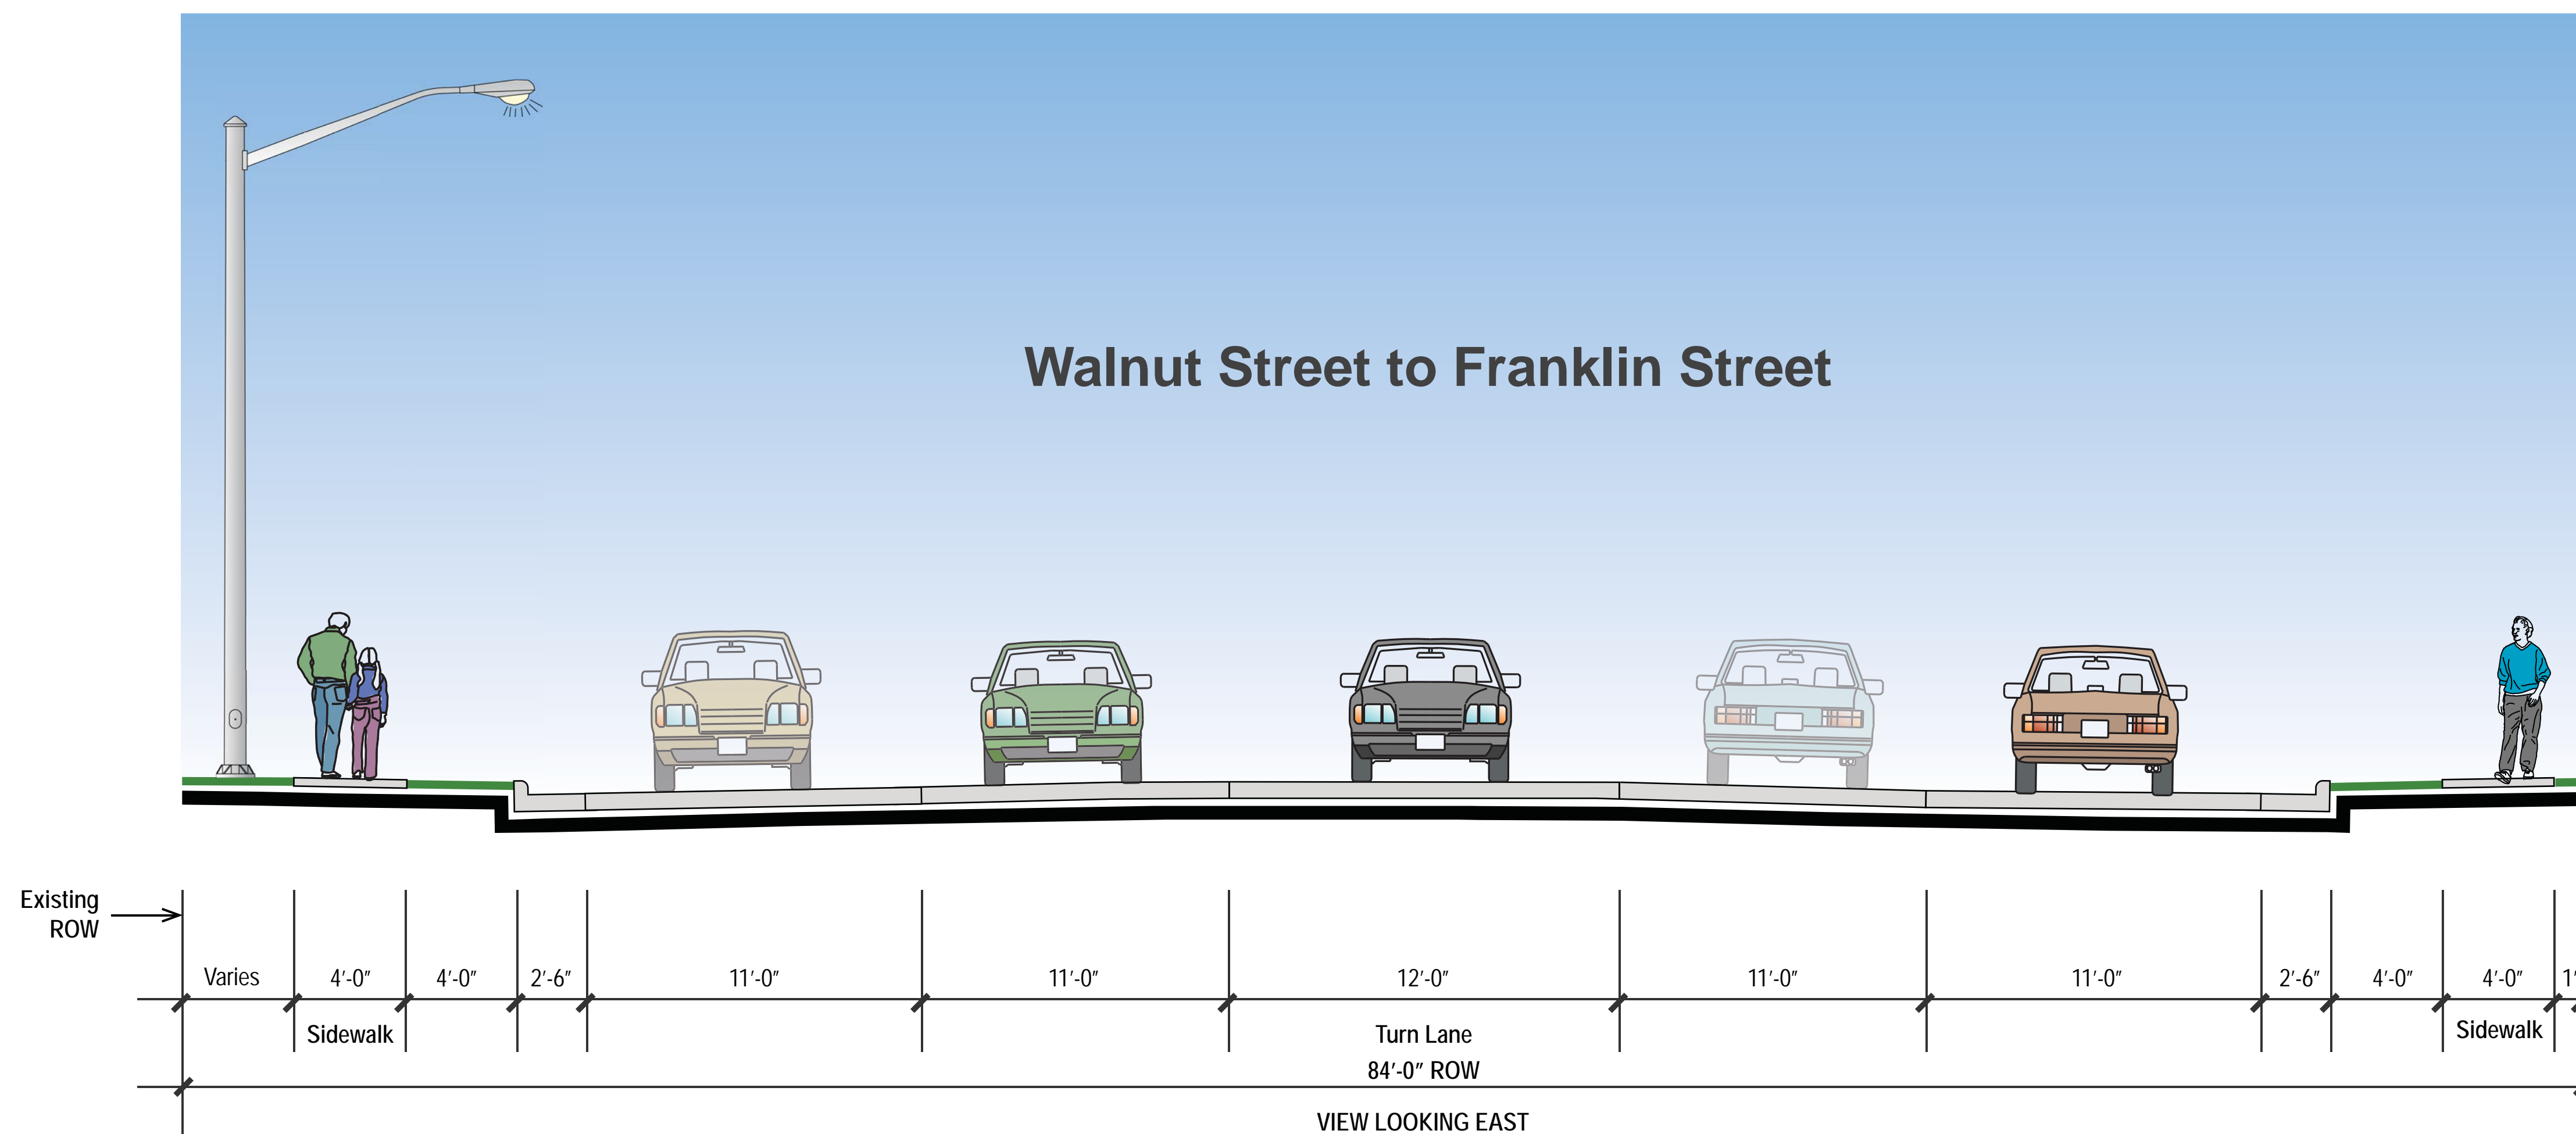 Walnut Street to Franklin Street
Existing
ROW
Varies 4'-0" 4'-0" 2'-6" 11'-0" 11'-0" 12'-0" 11'-0" 11'-0" 2'-6" 4'-0" 4'-0"
Sidewalk Turn Lane Sidewalk
84'-0" ROW
VIEW LOOKING EAST